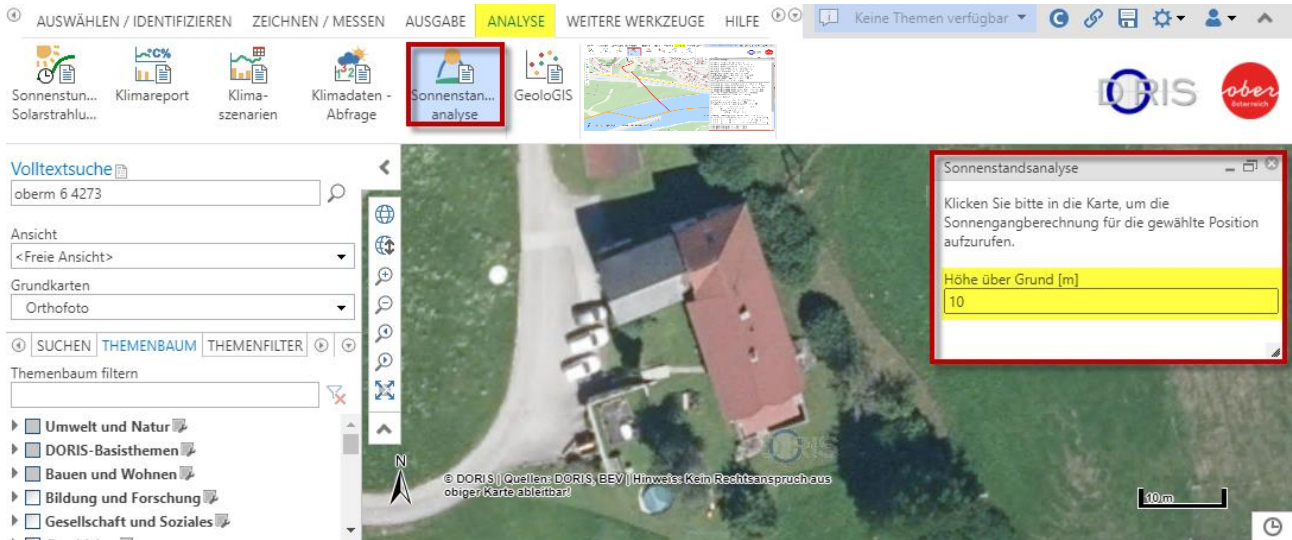 AUSWÄHLEN / IDENTIFIZIEREN ZEICHNEN / MESSEN AUSGABE ANALYSE WEITERE WERKZEUGE HILFE Keine Themen verfügbar
Sonnenstun... Solarstrahlu...
Klimareport
Klima-
szenarien
Klimadaten -
Abfrage
Sonnenstan...
analyse
GeoloGIS
DORIS
ober
österreich
Volltextsuche
oberm 6 4273
Ansicht
<Freie Ansicht>
Grundkarten
Orthofoto
SUCHEN THEMENBAUM THEMENFILTER
Themenbaum filtern
Umwelt und Natur
DORIS-Basisthemen
Bauen und Wohnen
Bildung und Forschung
Gesellschaft und Soziales
Sonnenstandsanalyse
Klicken Sie bitte in die Karte, um die
Sonnengangberechnung für die gewählte Position
aufzurufen.
Höhe über Grund [m]
10
DORIS
N
© DORIS | Quellen: DORIS, BEV | Hinweis: Kein Rechtsanspruch aus
obiger Karte ableitbar!
10 m